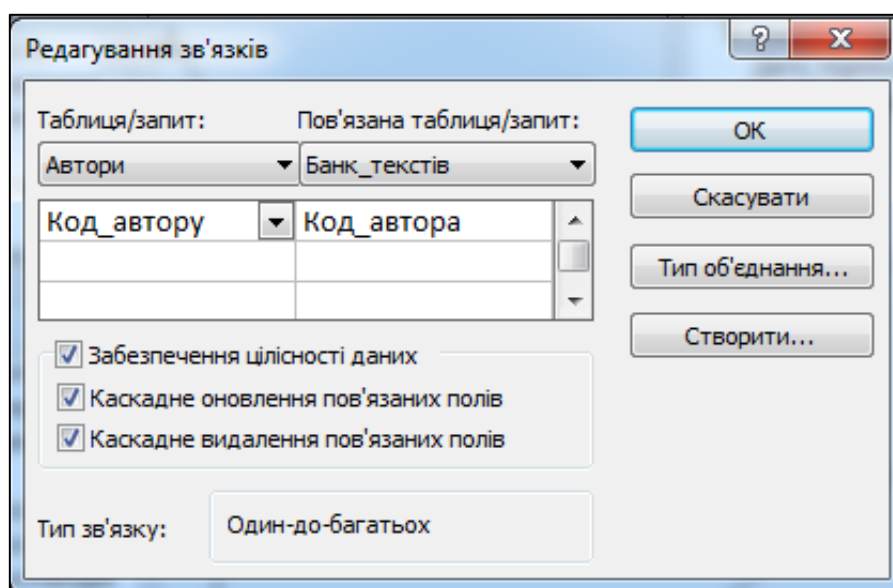 Редагування зв'язків
Таблиця/запит: Пов'язана таблиця/запит:
Автори Банк_текстів
Код_автору Код_автора
ОК
Скасувати
Тип об'єднання...
Створити...
Забезпечення цілісності даних
Каскадне оновлення пов'язаних полів
Каскадне видалення пов'язаних полів
Тип зв'язку: Один-до-багатьох